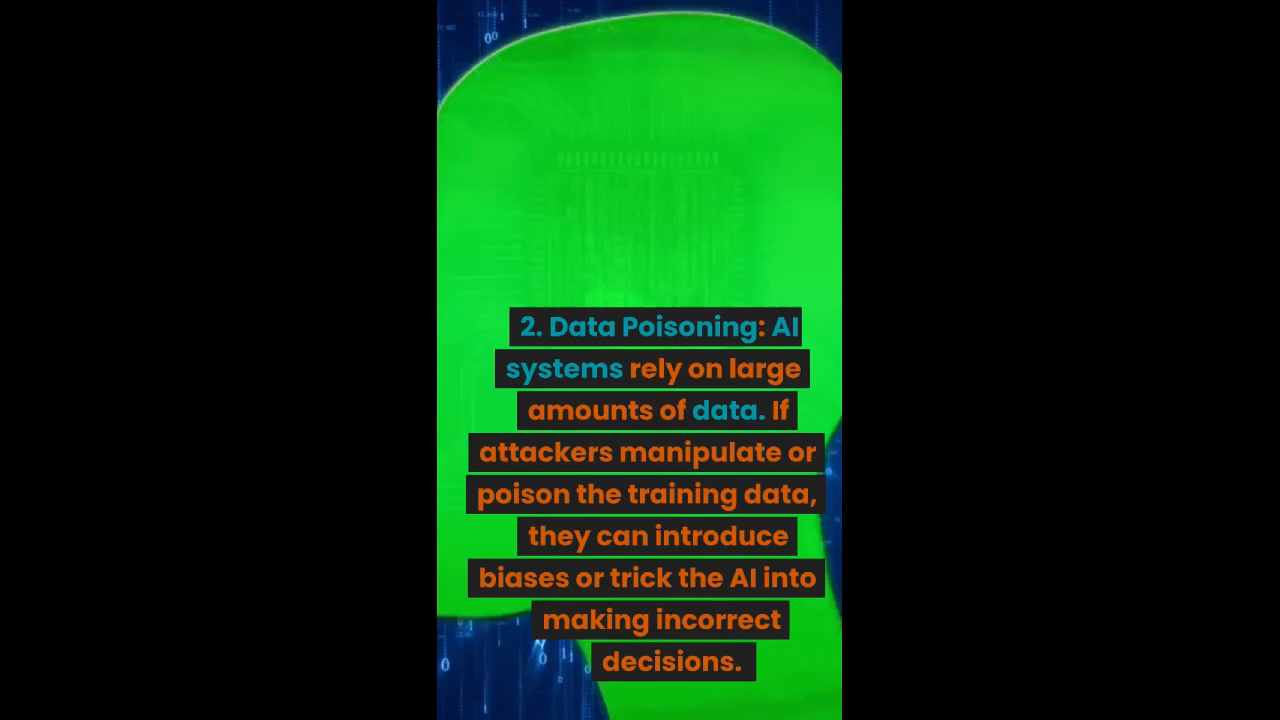 2. Data Poisoning: AI
systems rely on large
amounts of data. If
attackers manipulate or
poison the training data,
they can introduce
biases or trick the AI into
making incorrect
decisions.